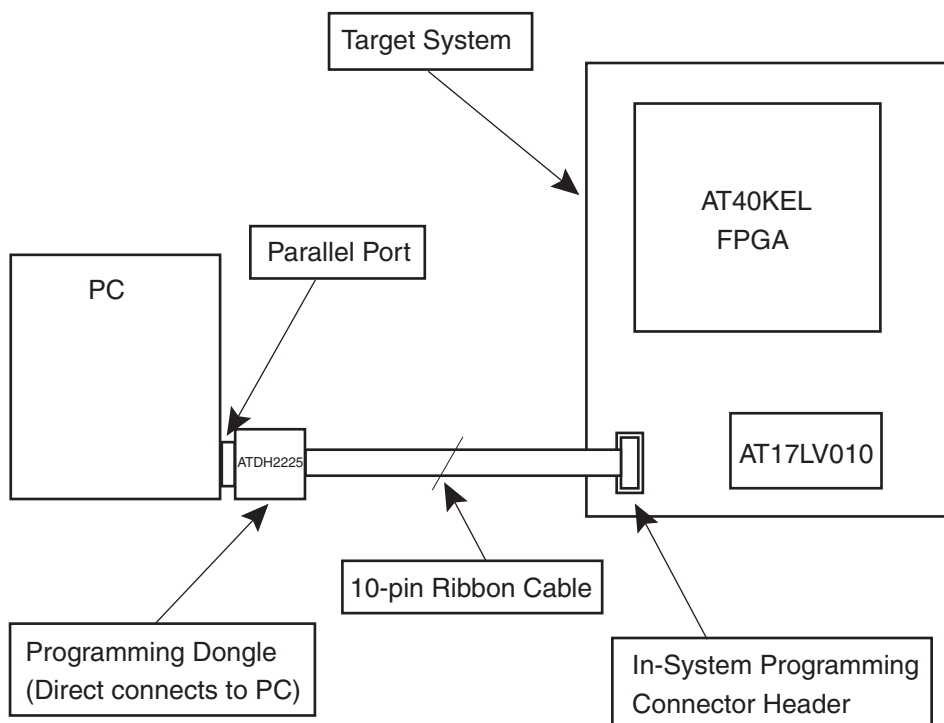 Target System
AT40KEL
FPGA
Parallel Port
PC
ATDH2225
AT17LV010
10-pin Ribbon Cable
Programming Dongle
(Direct connects to PC)
In-System Programming
Connector Header